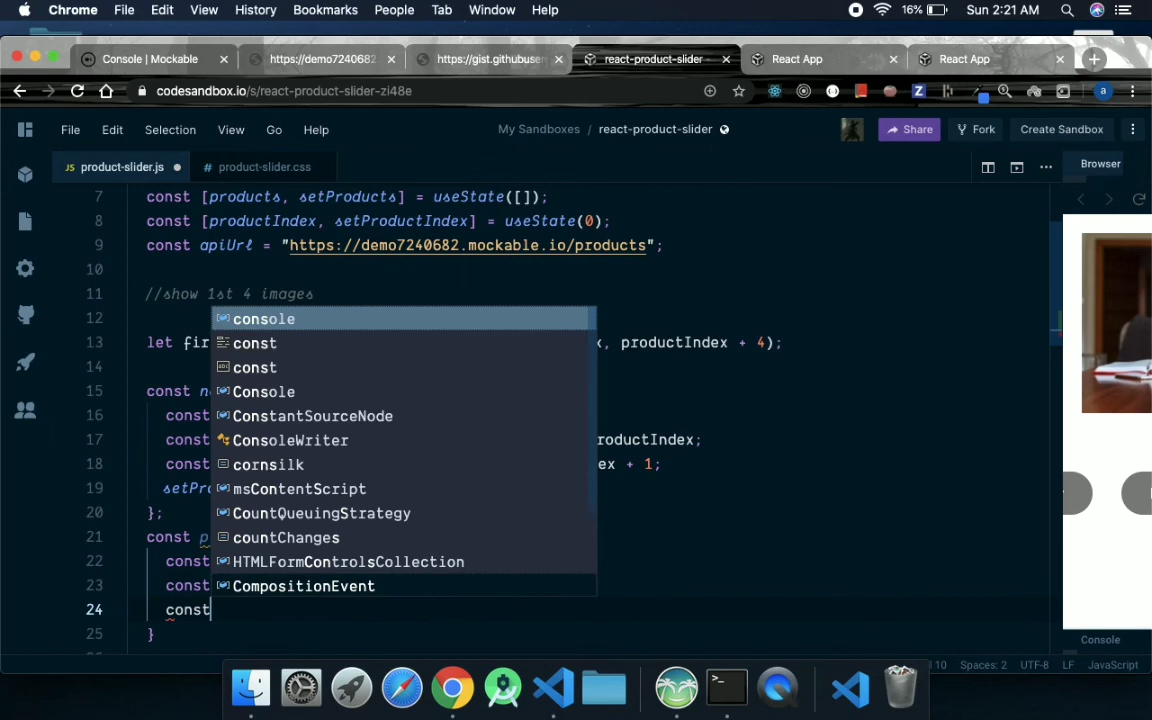 Chrome File Edit View History Bookmarks People Tab Window Help 16% Sun 2:21 AM
Console | Mockable https://demo7240682 https://gist.githubuser react-product-slider React App React App
codesandbox.io/s/react-product-slider-zi48e
File Edit Selection View Go Help My Sandboxes / react-product-slider Share Fork Create Sandbox
JS product-slider.js # product-slider.css Browser
7 const [products, setProducts] = useState([]);
8 const [productIndex, setProductIndex] = useState(0);
9 const apiUrl = "https://demo7240682.mockable.io/products";
10
11 //show 1st 4 images
12 console
13 let fir x, productIndex + 4);
const
14 const
15 const n Console
16 const ConstantSourceNode
17 const ConsoleWriter roductIndex;
18 const cornsilk ex + 1;
19 setPr msContentScript
20 }; CountQueuingStrategy
21 const p countChanges
22 const HTMLFormControlsCollection
23 const CompositionEvent
24 const
25 }
Console
10 Spaces: 2 UTF-8 LF JavaScript